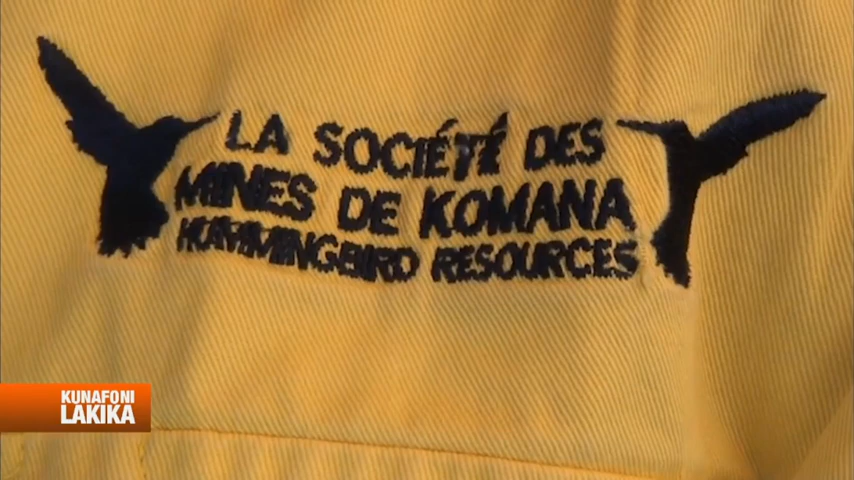 LA SOCIÉTÉ DES
MINES DE KOMANA
HUMMINGBIRD RESOURCES
KUNAFONI
LAKIKA